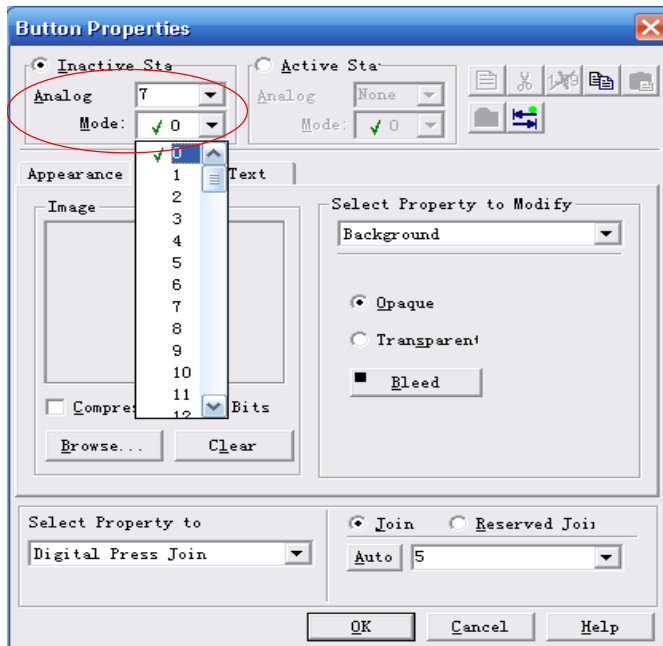 Button Properties
Inactive Sta
Active Sta
Analog 7
Analog None
Mode: 0
Mode: 0
0
1
2
3
4
5
6
7
8
9
10
11
12
Appearance Text
Image
Select Property to Modify
Background
Opaque
Transparent
Bleed
Compre Bits
Browse... Clear
Select Property to
Digital Press Join
Join Reserved Join
Auto 5
OK Cancel Help